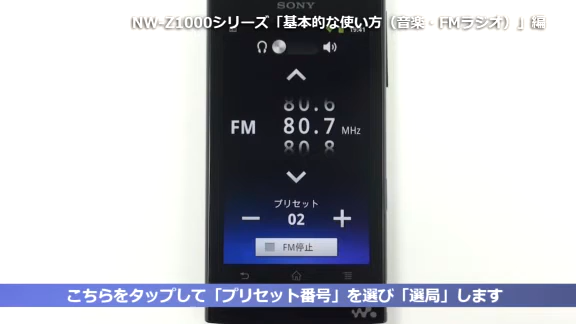 NW-Z1000シリーズ「基本的な使い方(音楽・FMラジオ)」編
SONY
19:41
80.6
FM 80.7 MHz
80.8
プリセット
02
FM停止
こちらをタップして「プリセット番号」を選び「選局」します